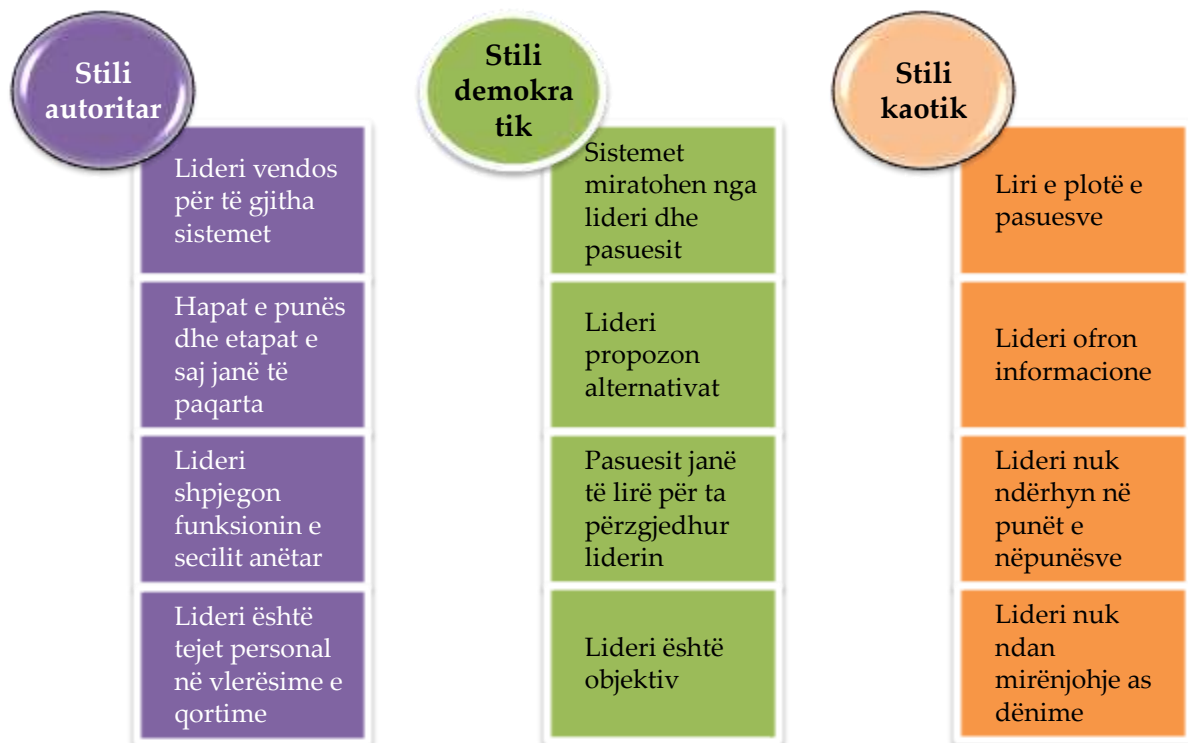 Stili
autoritar
Lideri vendos
për të gjitha
sistemet
Hapat e punës
dhe etapat e
saj janë të
paqarta
Lideri
shpjegon
funksionin e
secilit anëtar
Lideri është
tejet personal
në vlerësime e
qortime
Stili
demokra
tik
Sistemet
miratohen nga
lideri dhe
pasuesit
Lideri
propozon
alternativat
Pasuesit janë
të lirë për ta
përzgjedhur
liderin
Lideri është
objektiv
Stili
kaotik
Liri e plotë e
pasuesve
Lideri ofron
informacione
Lideri nuk
ndërhyn në
punët e
nëpunësve
Lideri nuk
ndan
mirënjohje as
dënime